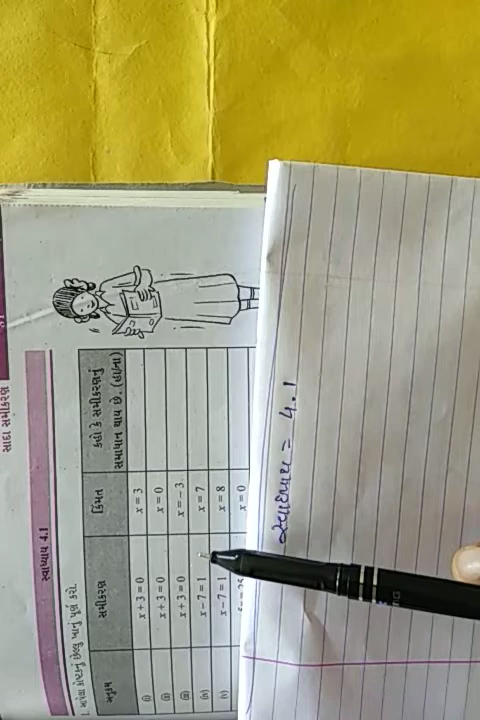 સાદા સમીકરણ
સ્વાધ્યાય 4.1
1. કોષ્ટકનું છેલ્લું ખાનું પૂર્ણ કરો.
ક્રમ સમીકરણ કિંમત કહો કે સમીકરણનું સમાધાન થાય છે. (હા/ના)
(i) x + 3 = 0 x = 3
(ii) x + 3 = 0 x = 0
(iii) x + 3 = 0 x = – 3
(iv) x – 7 = 1 x = 7
(v) x – 7 = 1 x = 8
x = 0
સ્વાધ્યાય = 4.1